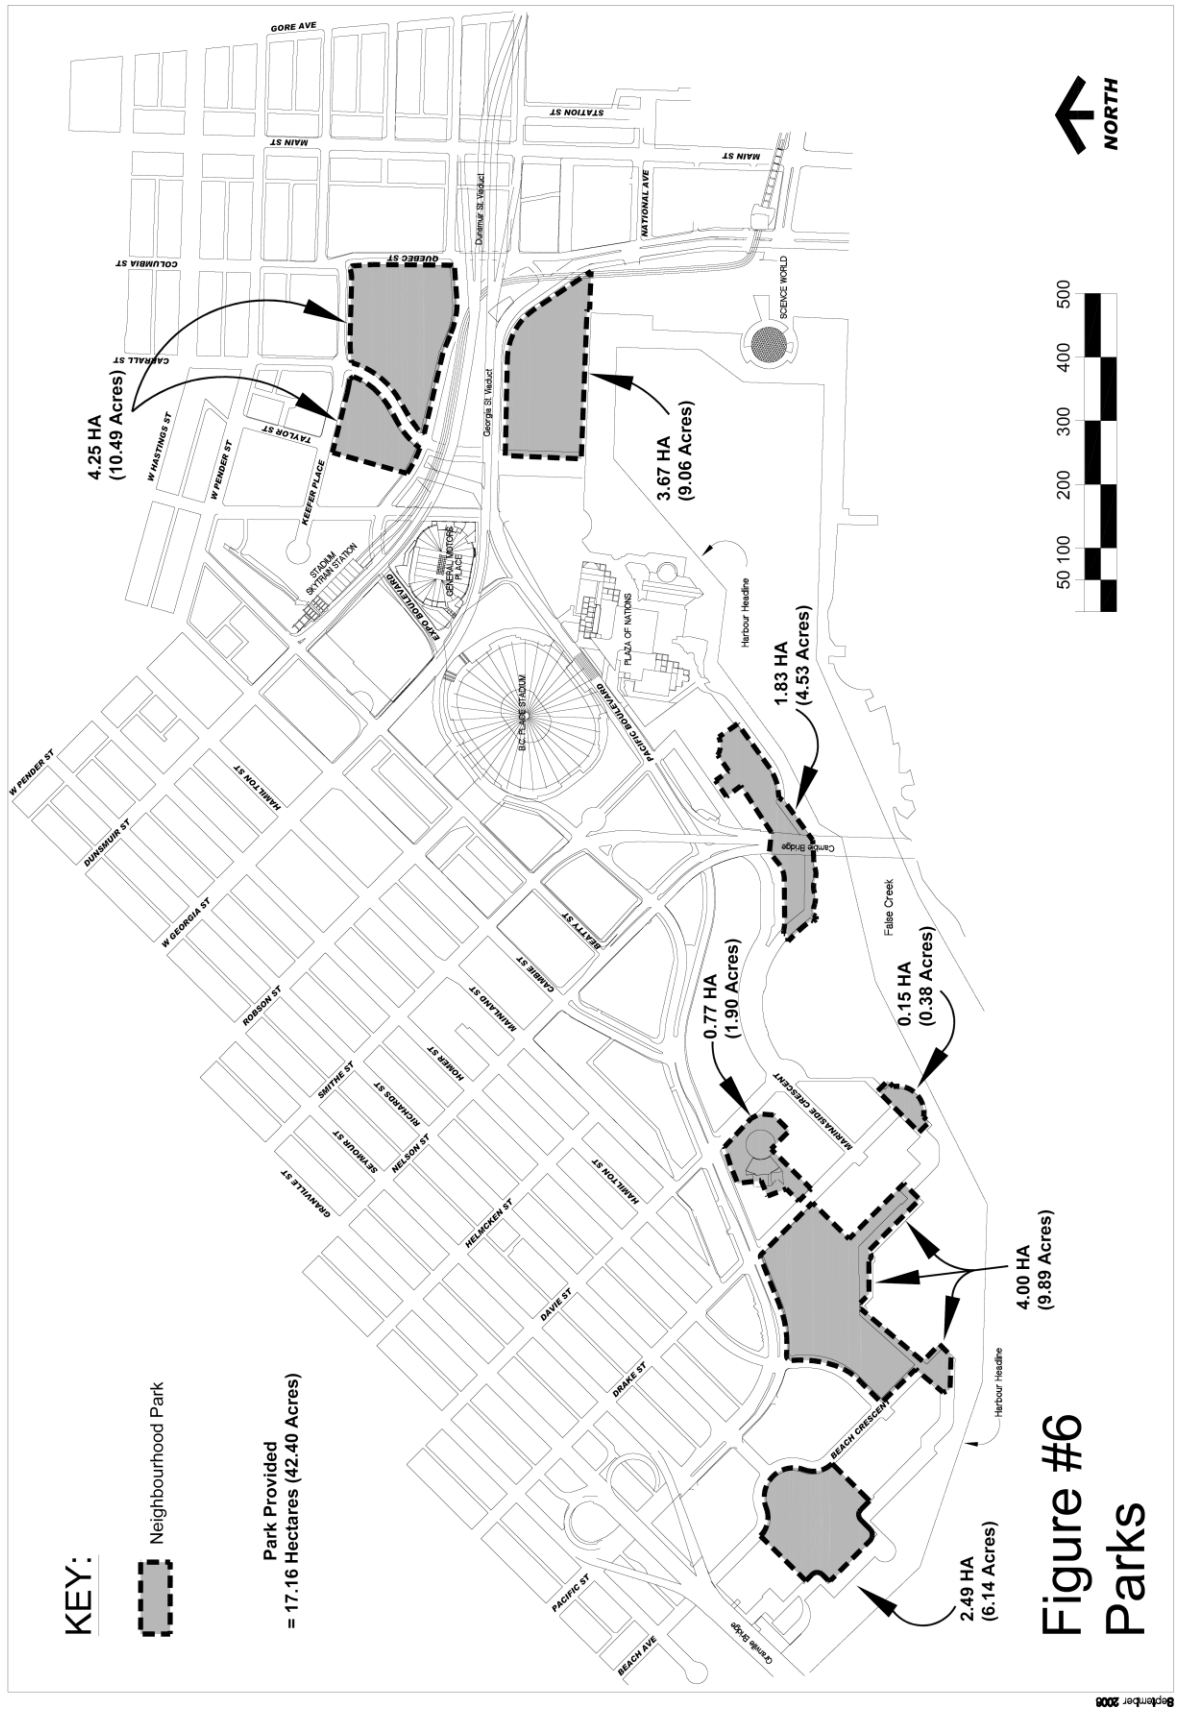 KEY:
Neighbourhood Park
Park Provided
= 17.16 Hectares (42.40 Acres)
Figure #6
Parks
NORTH
50 100 200 300 400 500
4.25 HA
(10.49 Acres)
3.67 HA
(9.06 Acres)
1.83 HA
(4.53 Acres)
0.77 HA
(1.90 Acres)
0.15 HA
(0.38 Acres)
4.00 HA
(9.89 Acres)
2.49 HA
(6.14 Acres)
GORE AVE
STATION ST
MAIN ST
MAIN ST
NATIONAL AVE
Dunsmuir St. Viaduct
Georgia St. Viaduct
QUEBEC ST
COLUMBIA ST
CARRALL ST
W HASTINGS ST
W PENDER ST
TAYLOR ST
KEEFER PLACE
STADIUM
SKYTRAIN STATION
EXPO BOULEVARD
GENERAL MOTORS
PLACE
SCIENCE WORLD
B.C. PLACE STADIUM
PLAZA OF NATIONS
PACIFIC BOULEVARD
Harbour Headline
Cambie Bridge
False Creek
W PENDER ST
DUNSMUIR ST
HAMILTON ST
W GEORGIA ST
ROBSON ST
SMITHE ST
BEATTY ST
CAMBIE ST
MAINLAND ST
HOMER ST
RICHARDS ST
SEYMOUR ST
GRANVILLE ST
NELSON ST
HELMCKEN ST
HAMILTON ST
DAVIE ST
DRAKE ST
MARINASIDE CRESCENT
BEACH CRESCENT
Harbour Headline
PACIFIC ST
BEACH AVE
Granville Bridge